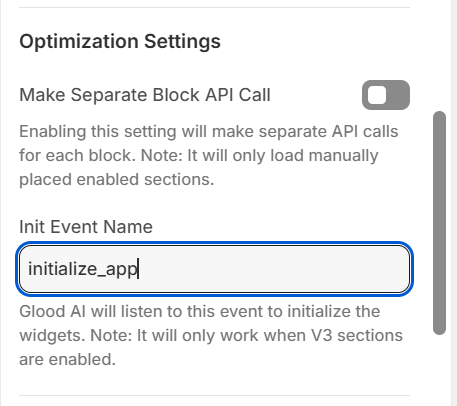 Optimization Settings
Make Separate Block API Call
Enabling this setting will make separate API calls
for each block. Note: It will only load manually
placed enabled sections.
Init Event Name
initialize_app
Glood AI will listen to this event to initialize the
widgets. Note: It will only work when V3 sections
are enabled.